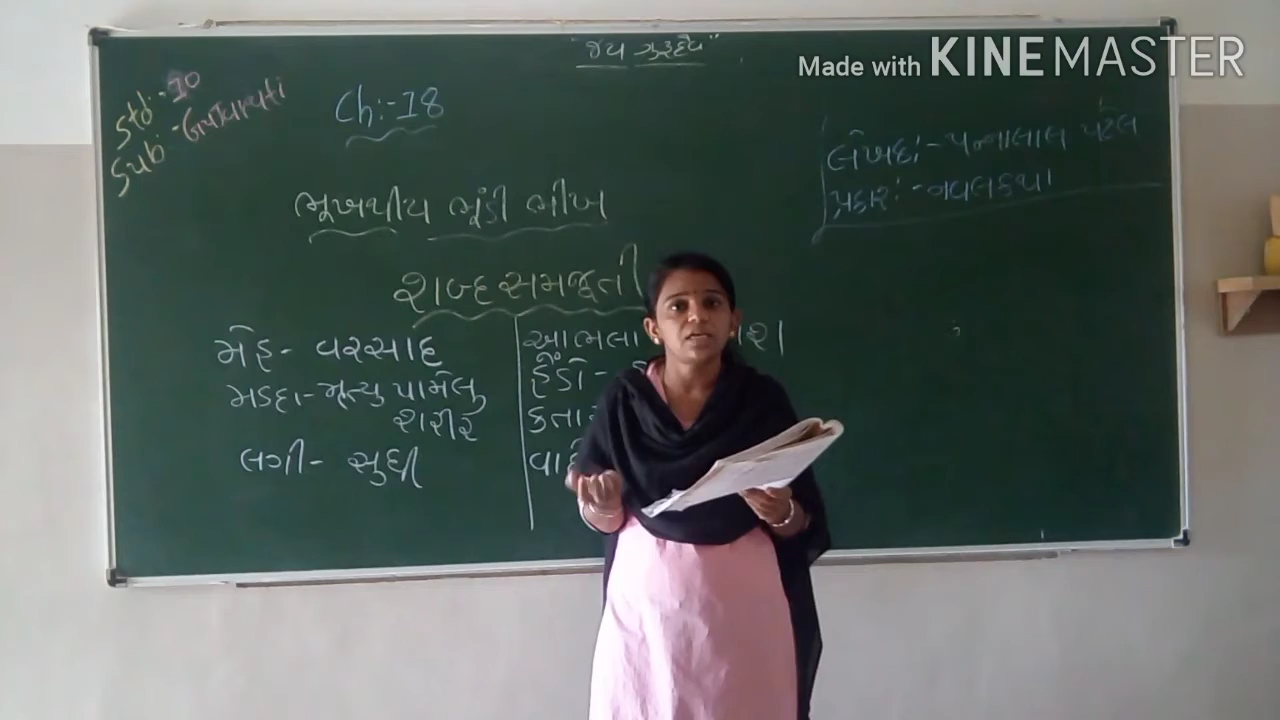 "જય ગુરૂદેવ"
Made with KINEMASTER
Std :- 10
Sub :- Gujarati
Ch:-18
લેખક:- પન્નાલાલ પટેલ
પ્રકાર:- નવલકથા
ભૂખથીય ભૂંડી ભીખ
શબ્દસમજૂતી
મેહ - વરસાદ
મડદા - મૃત્યુ પામેલુ
શરીર
લગી - સુધી
આભલા
હૈંડો -